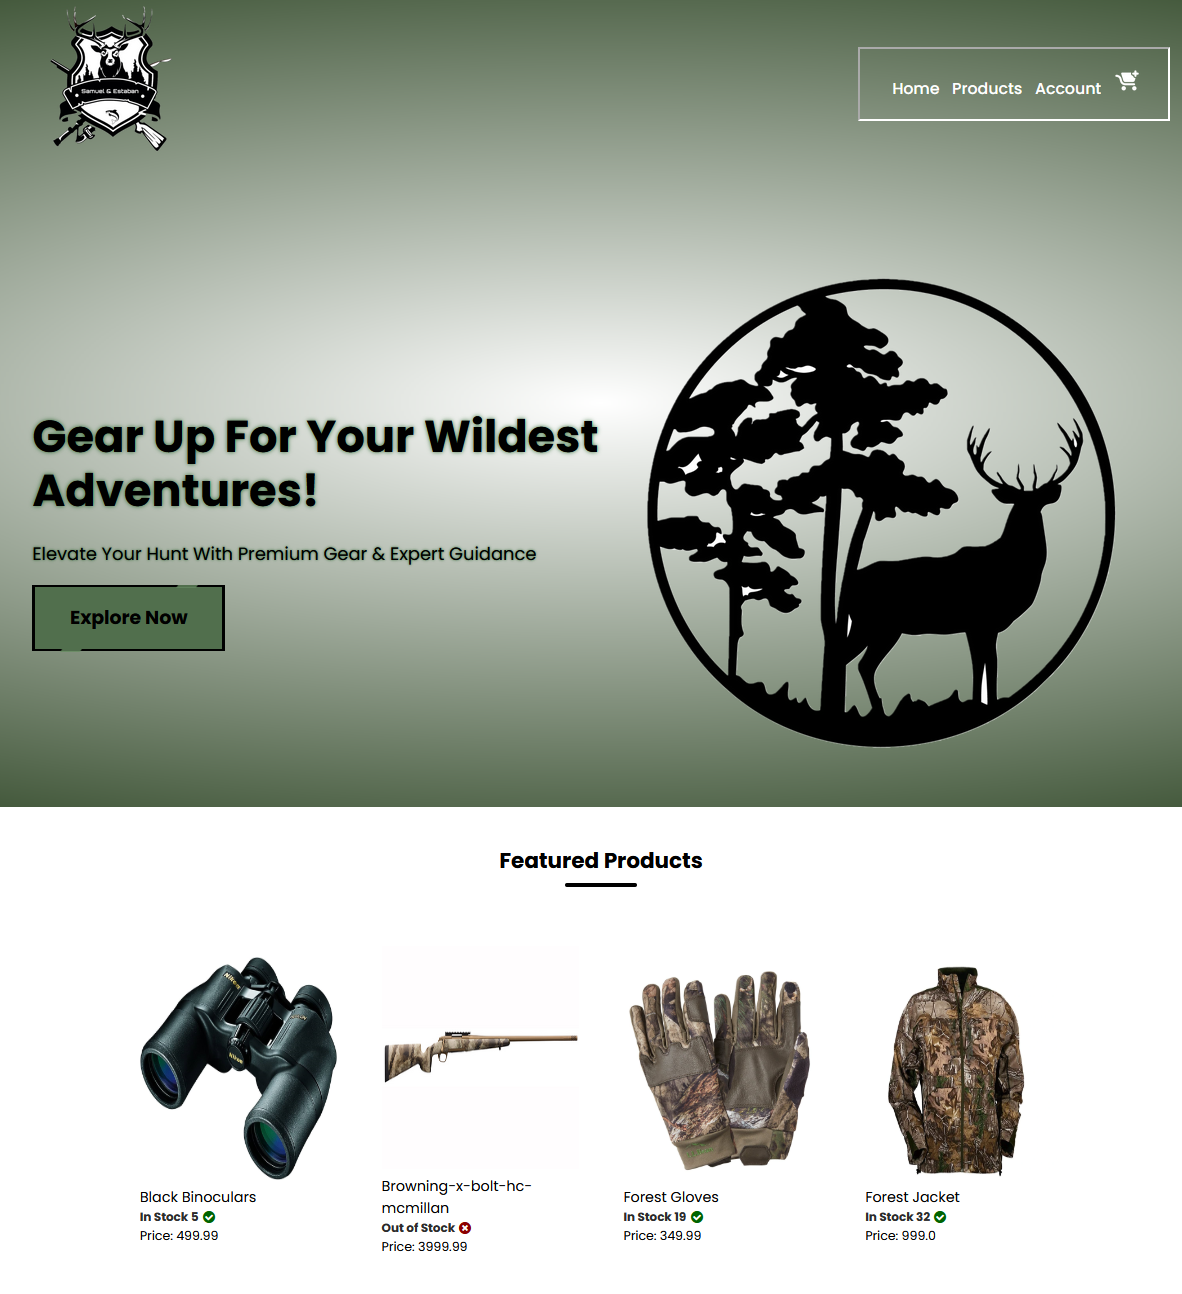 Samuel & Estaban
Home Products Account
Gear Up For Your Wildest
Adventures!
Elevate Your Hunt With Premium Gear & Expert Guidance
Explore Now
Featured Products
Nikon
Nikon
Black Binoculars
In Stock 5
Price: 499.99
Browning-x-bolt-hc-
mcmillan
Out of Stock
Price: 3999.99
Forest Gloves
In Stock 19
Price: 349.99
Forest Jacket
In Stock 32
Price: 999.0